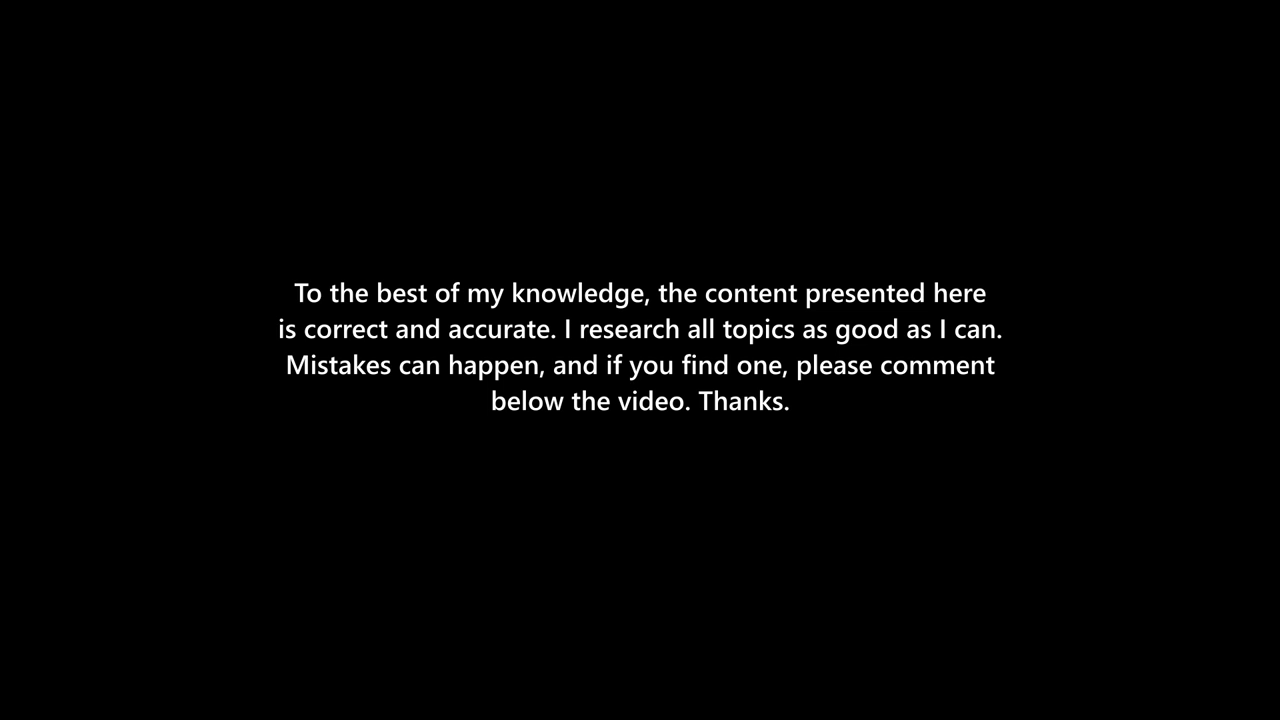 To the best of my knowledge, the content presented here
is correct and accurate. I research all topics as good as I can.
Mistakes can happen, and if you find one, please comment
below the video. Thanks.